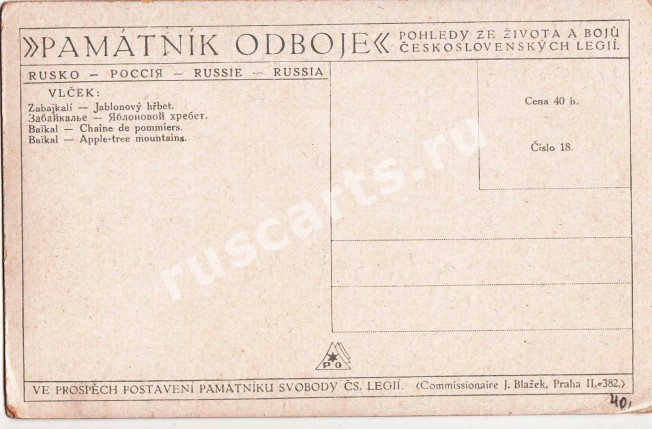 »PAMÁTNÍK ODBOJE«
POHLEDY ZE ŽIVOTA A BOJŮ
ČESKOSLOVENSKÝCH LEGIÍ.
RUSKO — РОССІЯ — RUSSIE — RUSSIA
VLČEK:
Zabajkalí — Jablonový hřbet.
Забайкалье — Яблоновой хребет.
Baïkal — Chaîne de pommiers.
Baïkal — Apple-tree mountains.
Cena 40 h.
Číslo 18.
ruscarts.ru
PO
VE PROSPĚCH POSTAVENÍ PAMÁTNÍKU SVOBODY ČS. LEGIÍ. (Commissionaire J. Blažek, Praha II.-382.)
40,